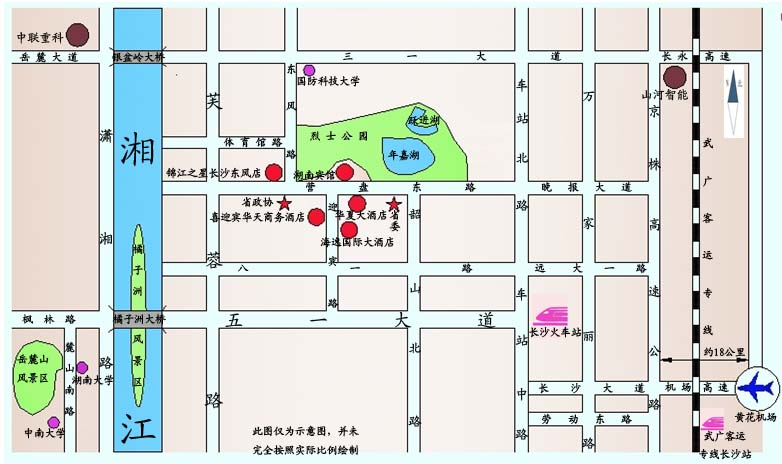 中联重科
岳麓大道
银盆岭大桥
三一大道
长永高速
国防科技大学
山河智能
东风路
车站北路
万家丽路
京株高速公路
武广客运专线
芙蓉路
潇湘路
湘江
烈士公园
跃进湖
年嘉湖
体育馆路
锦江之星长沙东风店
湖南宾馆
营盘东路
晚报大道
省政协
喜迎宾华天商务酒店
迎宾路
华夏大酒店
省委
海逸国际大酒店
韶山北路
八一路
远大一路
橘子洲风景区
枫林路
橘子洲大桥
五一大道
车站中路
长沙火车站
约18公里
岳麓山
风景区
麓山南路
湖南大学
中南大学
长沙大道
机场高速
劳动东路
黄花机场
武广客运
专线长沙站
此图仅为示意图，并未
完全按照实际比例绘制